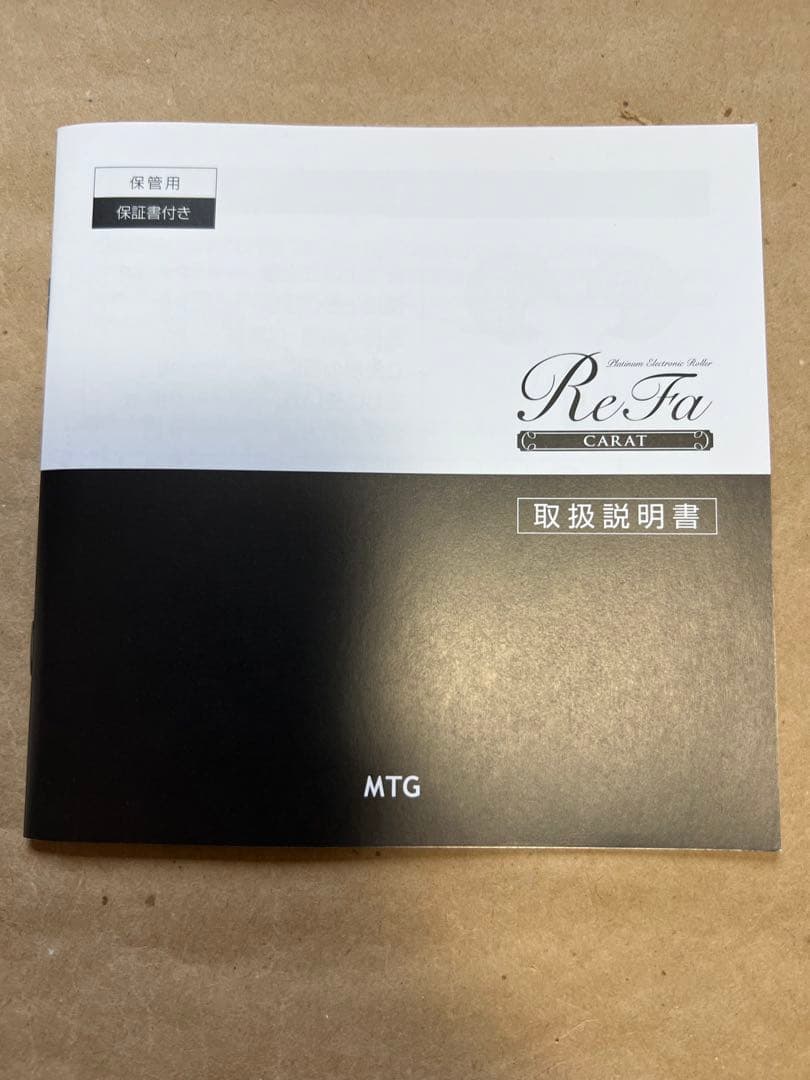 保管用
保証書付き
Platinum Electronic Roller
ReFa
CARAT
取扱説明書
MTG